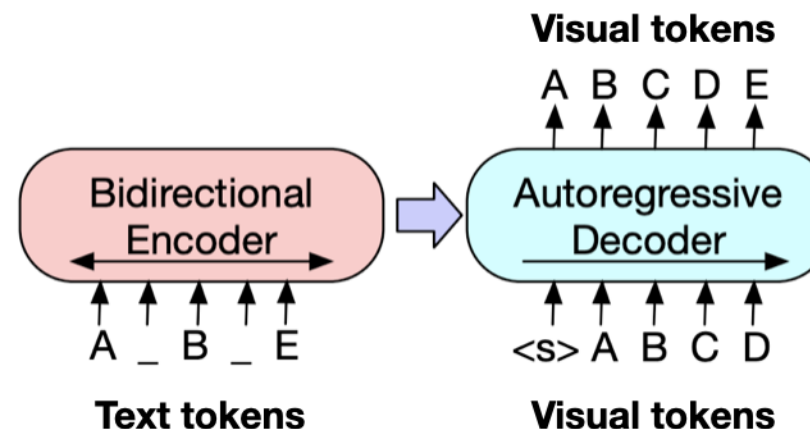 Visual tokens
A B C D E
Bidirectional
Encoder
Autoregressive
Decoder
A _ B _ E
<s> A B C D
Text tokens
Visual tokens